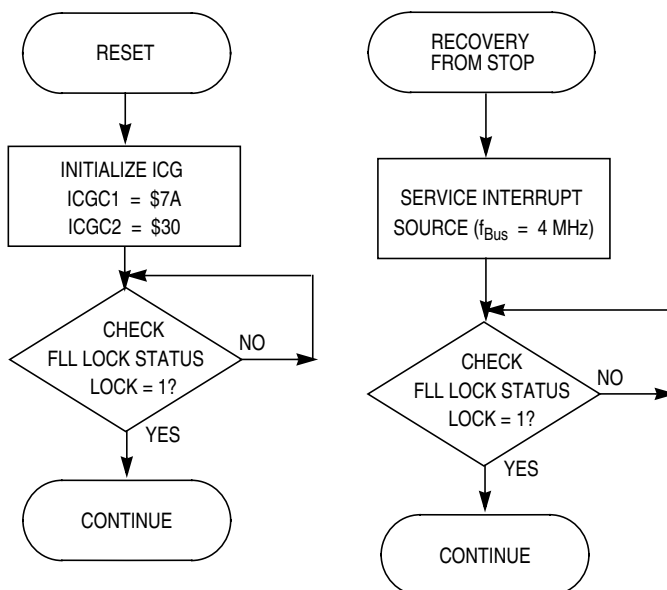 RESET
INITIALIZE ICG
ICGC1 = $7A
ICGC2 = $30
CHECK
FLL LOCK STATUS
LOCK = 1?
NO
YES
CONTINUE
RECOVERY
FROM STOP
SERVICE INTERRUPT
SOURCE (fBus = 4 MHz)
CHECK
FLL LOCK STATUS
LOCK = 1?
NO
YES
CONTINUE